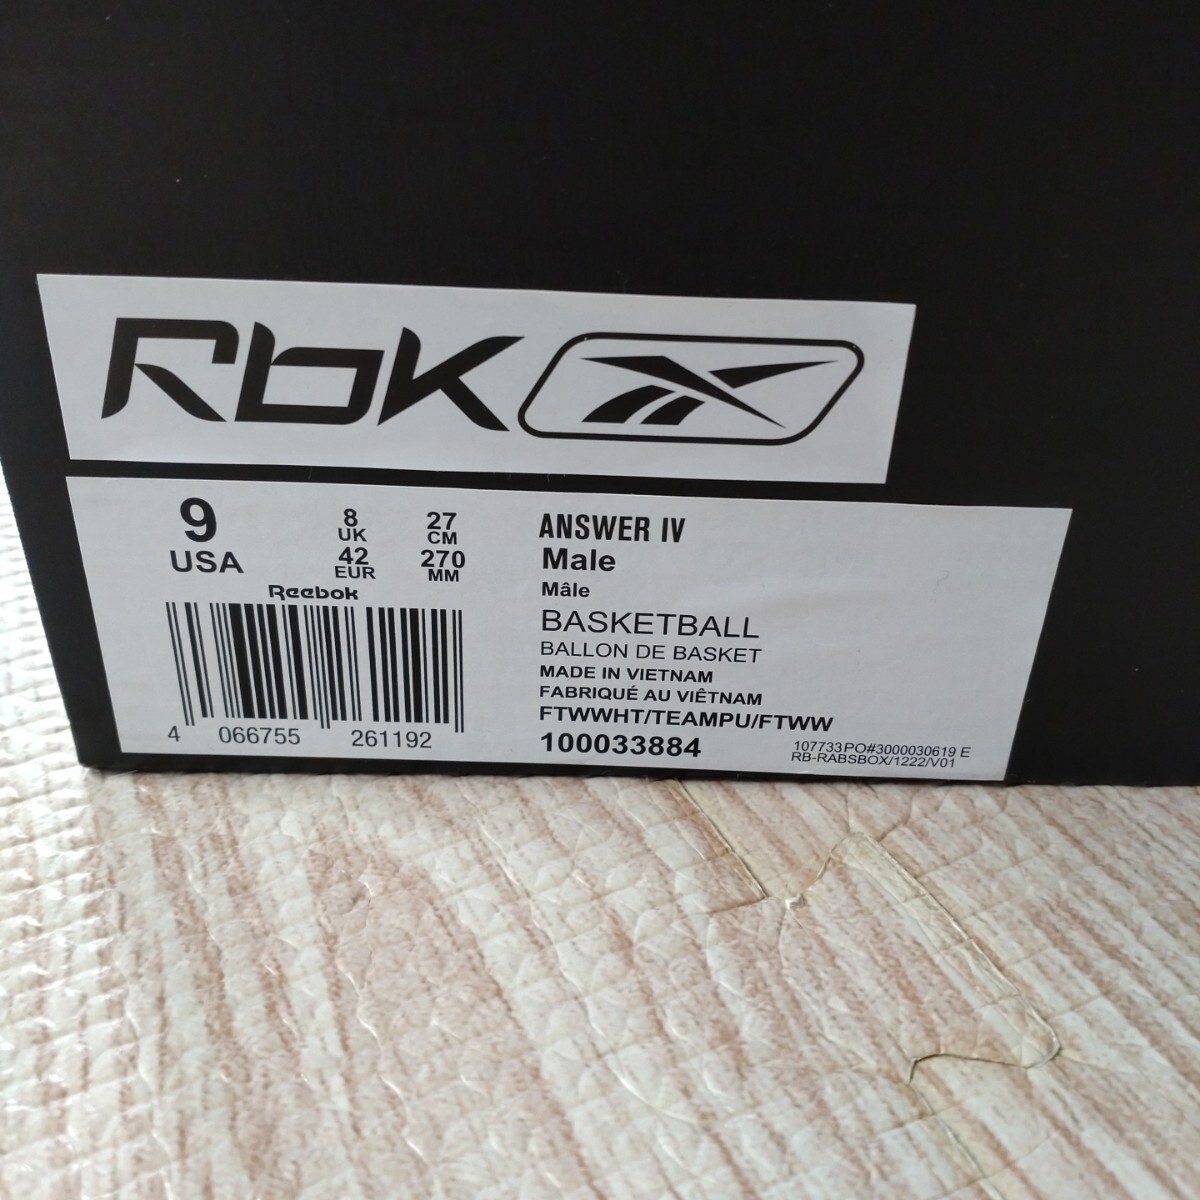 Rbk
9
USA
8
UK
42
EUR
27
CM
270
MM
Reebok
4 066755 261192
ANSWER IV
Male
Mâle
BASKETBALL
BALLON DE BASKET
MADE IN VIETNAM
FABRIQUÉ AU VIÊTNAM
FTWWHT/TEAMPU/FTWW
100033884
107733PO#3000030619 E
RB-RABSBOX/1222/V01